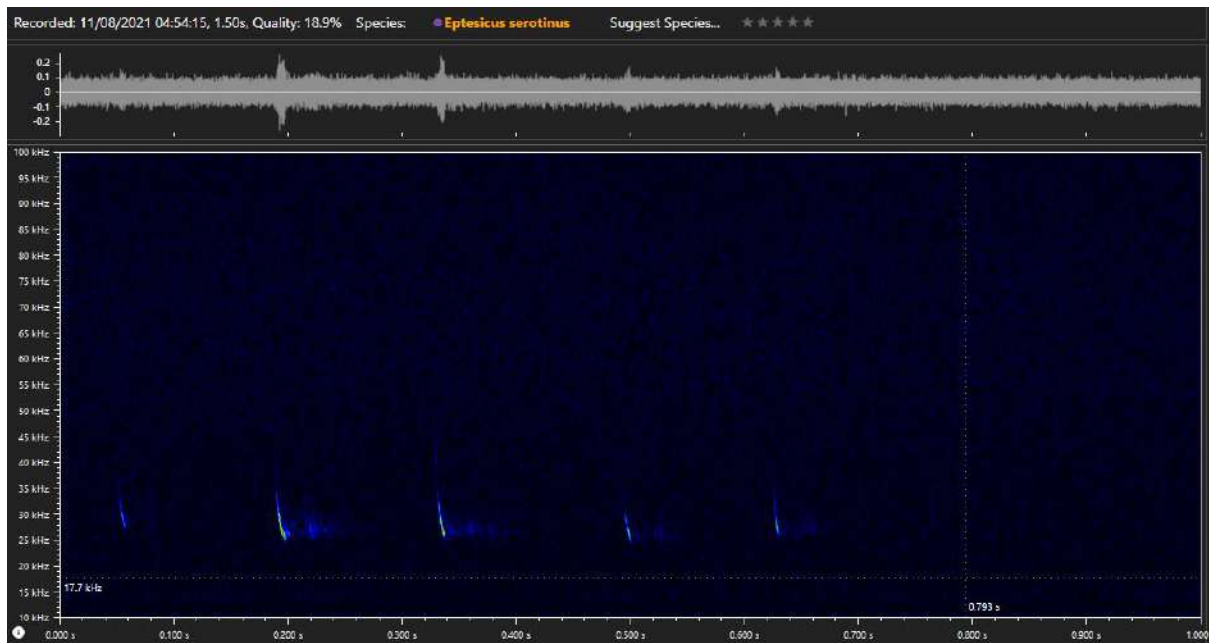 Recorded: 11/08/2021 04:54:15, 1.50s, Quality: 18.9% Species: Eptesicus serotinus Suggest Species...
0.2
0.1
0
-0.1
-0.2
100 kHz
95 kHz
90 kHz
85 kHz
80 kHz
75 kHz
70 kHz
65 kHz
60 kHz
55 kHz
50 kHz
45 kHz
40 kHz
35 kHz
30 kHz
25 kHz
20 kHz
17.7 kHz
15 kHz
0.793 s
10 kHz
0.000 s 0.100 s 0.200 s 0.300 s 0.400 s 0.500 s 0.600 s 0.700 s 0.800 s 0.900 s 1.000